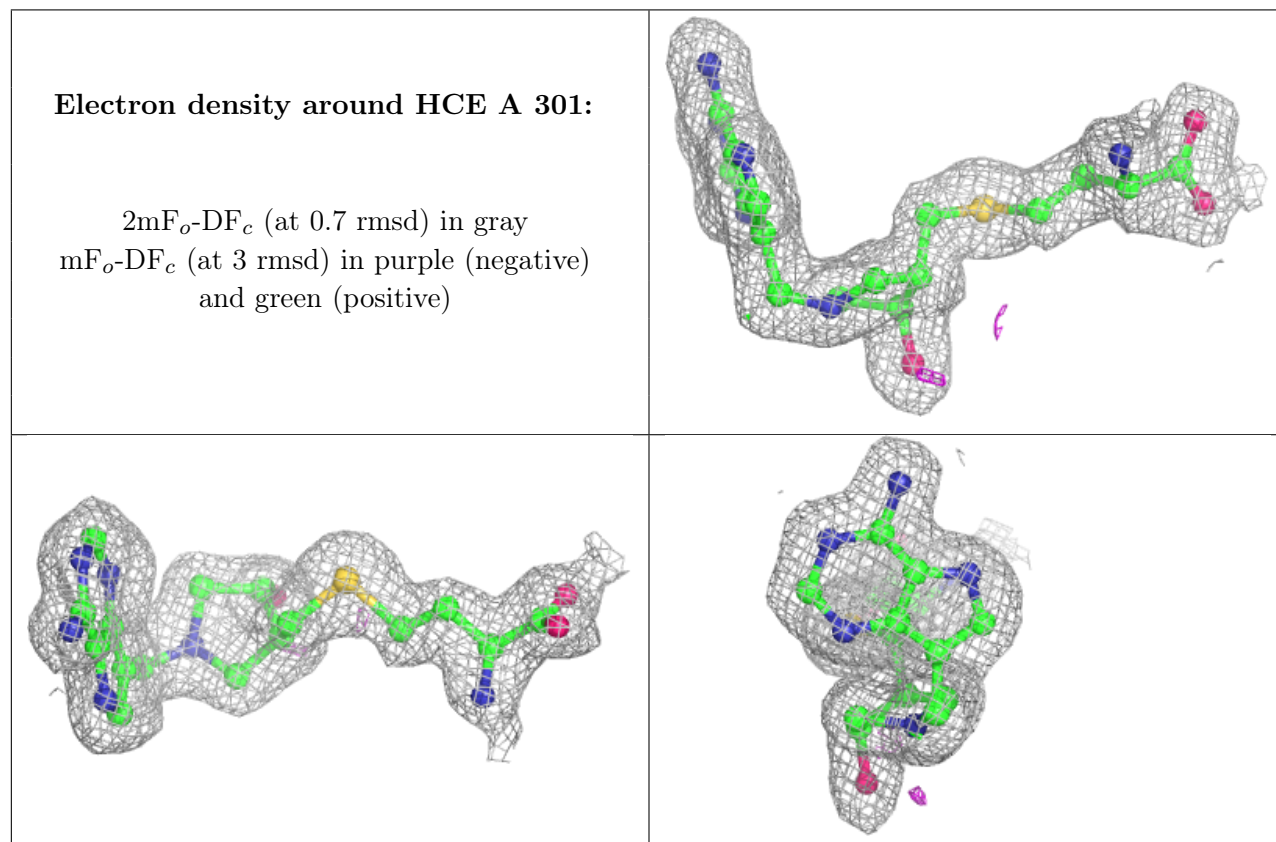 Electron density around HCE A 301:
2mFo-DFc (at 0.7 rmsd) in gray
mFo-DFc (at 3 rmsd) in purple (negative)
and green (positive)